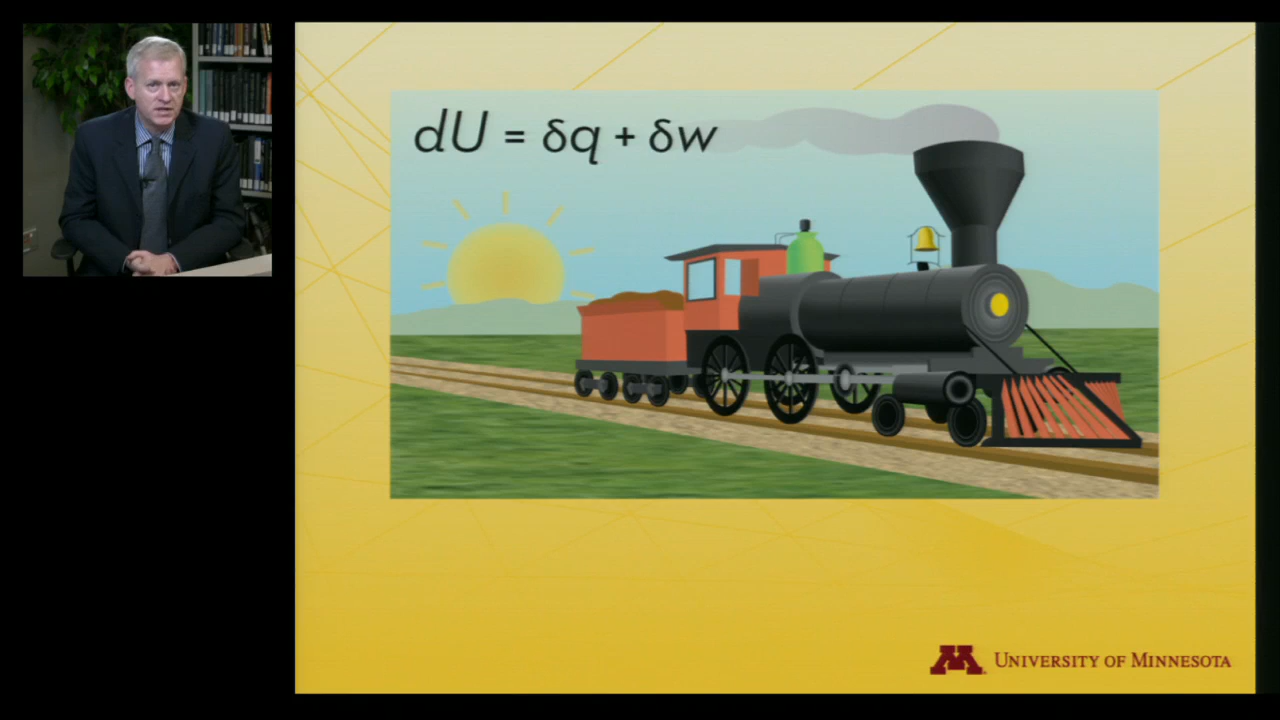 dU = δq + δw
M UNIVERSITY OF MINNESOTA